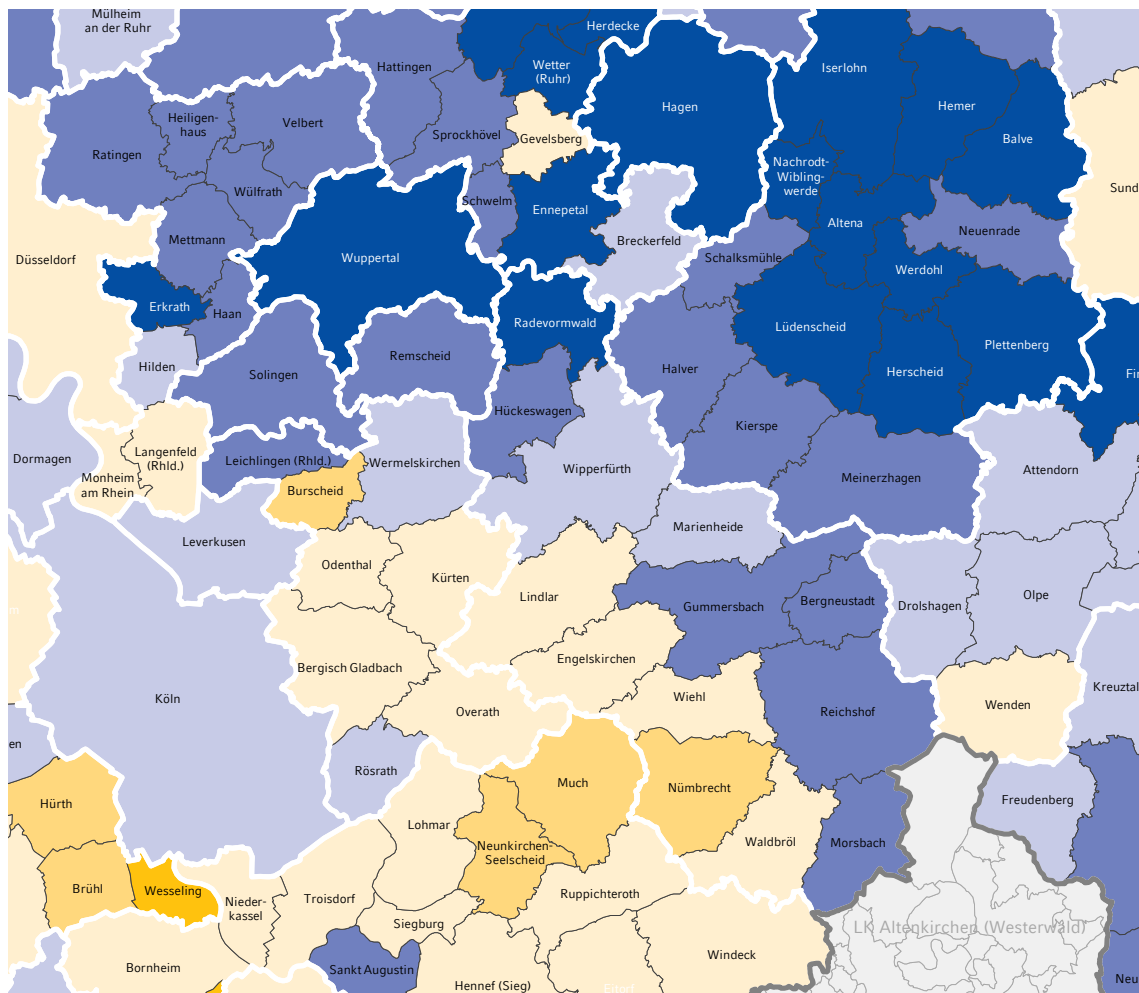 Mülheim
an der Ruhr
Herdecke
Hattingen
Wetter
(Ruhr)
Iserlohn
Hagen
Hemer
Heiligen-
haus
Velbert
Sprockhövel
Gevelsberg
Balve
Ratingen
Nachrodt-
Wibling-
werde
Wülfrath
Schwelm
Ennepetal
Sund
Altena
Mettmann
Breckerfeld
Neuenrade
Düsseldorf
Wuppertal
Schalksmühle
Werdohl
Erkrath
Haan
Radevormwald
Lüdenscheid
Plettenberg
Hilden
Remscheid
Solingen
Halver
Herscheid
Fin
Hückeswagen
Kierspe
Langenfeld
(Rhld.)
Dormagen
Leichlingen (Rhld.)
Wermelskirchen
Wipperfürth
Attendorn
Monheim
am Rhein
Burscheid
Meinerzhagen
Marienheide
Leverkusen
Odenthal
Kürten
Lindlar
Gummersbach
Bergneustadt
Drolshagen
Olpe
m
Engelskirchen
Bergisch Gladbach
Kreuztal
Köln
Wiehl
Overath
Reichshof
Wenden
en
Rösrath
Much
Nümbrecht
Hürth
Freudenberg
Lohmar
Neunkirchen-
Seelscheid
Waldbröl
Morsbach
Brühl
Wesseling
Nieder-
kassel
Troisdorf
Ruppichteroth
Siegburg
LK Altenkirchen (Westerwald)
Bornheim
Sankt Augustin
Windeck
Hennef (Sieg)
Eitorf
Neu